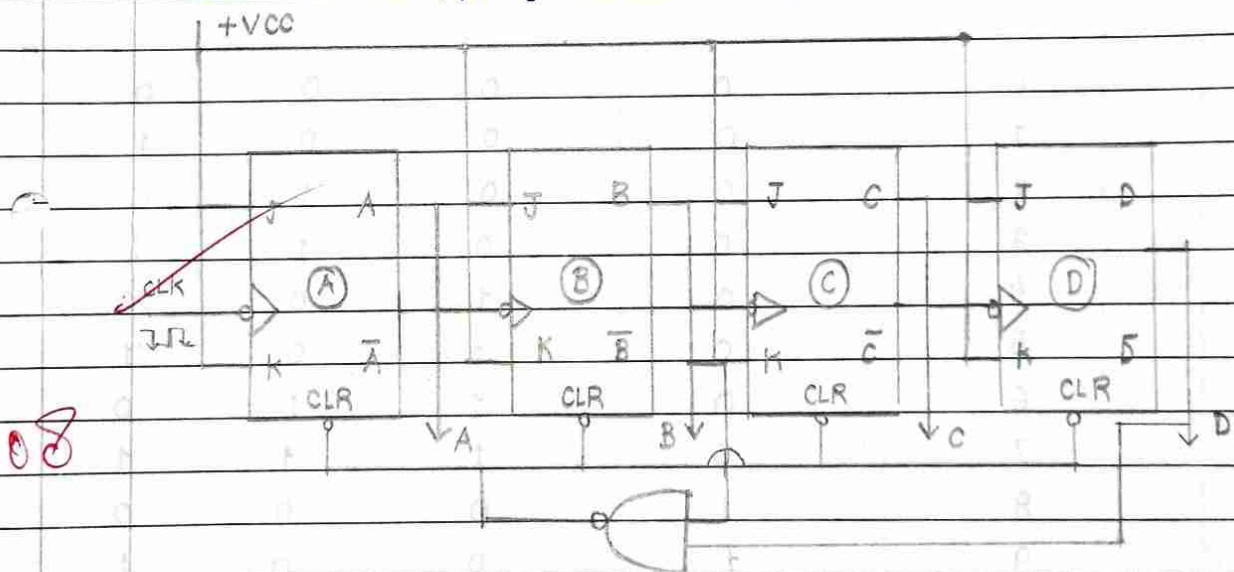 +VCC
J A J B J C J D
CLK A B C D
K A̅ K B̅ K C̅ K D̅
CLR CLR CLR CLR
A B C D
08